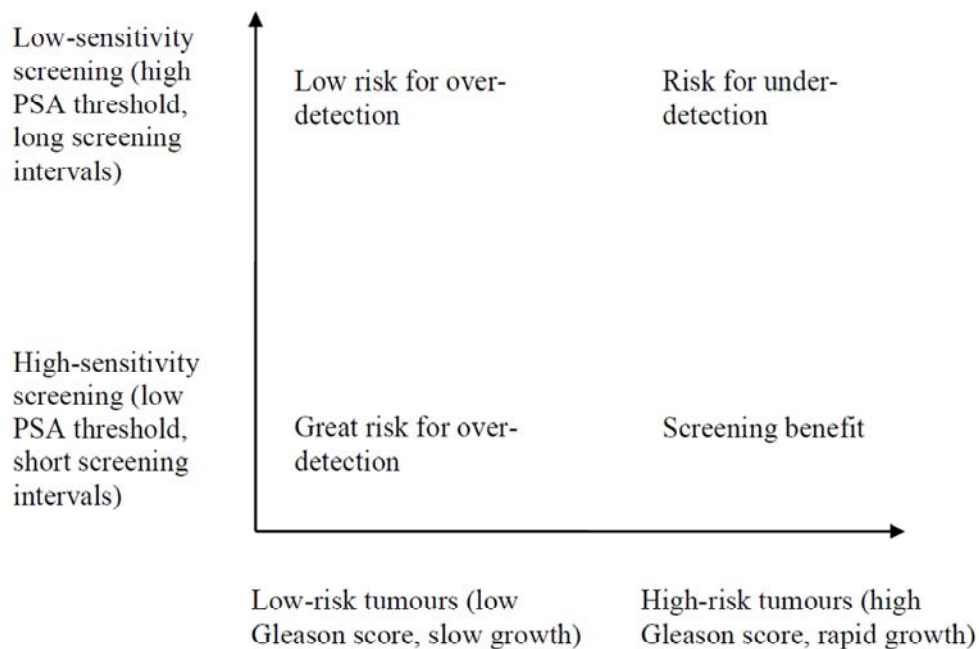 Low-sensitivity
screening (high
PSA threshold,
long screening
intervals)
Low risk for over-
detection
Risk for under-
detection
High-sensitivity
screening (low
PSA threshold,
short screening
intervals)
Great risk for over-
detection
Screening benefit
Low-risk tumours (low
Gleason score, slow growth)
High-risk tumours (high
Gleason score, rapid growth)